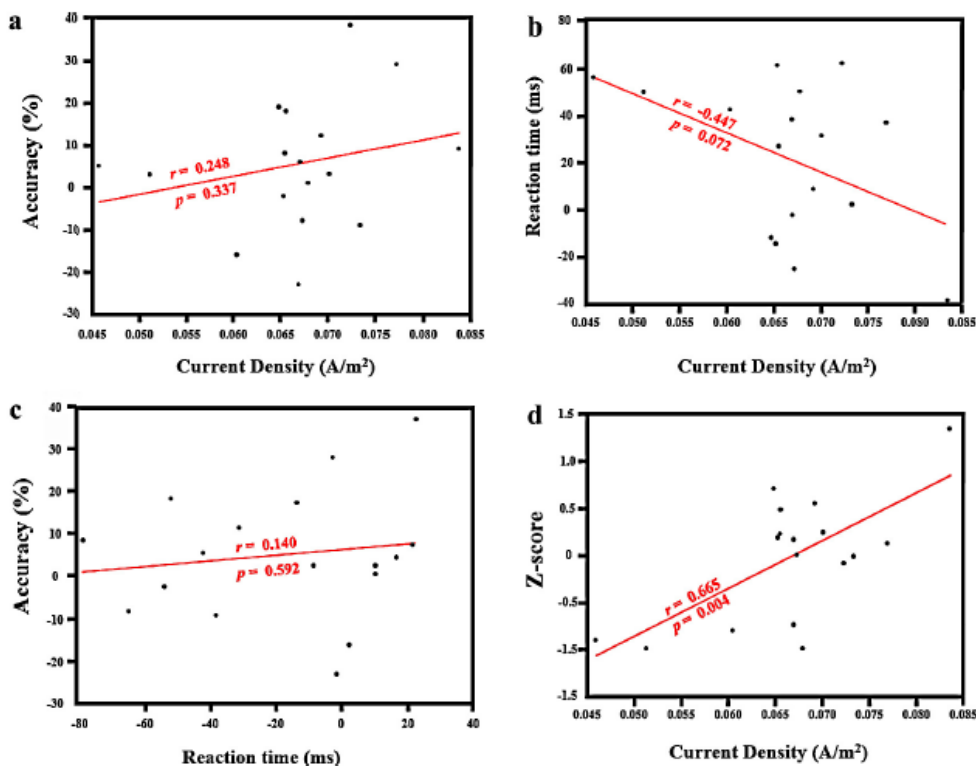 a
Accuracy (%)
40
30
20
10
0
-10
-20
-30
r = 0.248
p = 0.337
0.045 0.050 0.055 0.060 0.065 0.070 0.075 0.080 0.085
Current Density (A/m²)
b
Reaction time (ms)
80
60
40
20
0
-20
-40
r = -0.447
p = 0.072
0.045 0.050 0.055 0.060 0.065 0.070 0.075 0.080 0.085
Current Density (A/m²)
c
Accuracy (%)
40
30
20
10
0
-10
-20
-30
r = 0.140
p = 0.592
-80 -60 -40 -20 0 20 40
Reaction time (ms)
d
Z-score
1.5
1.0
0.5
0
-0.5
-1.5
-1.5
r = 0.665
p = 0.004
0.045 0.050 0.055 0.060 0.065 0.070 0.075 0.080 0.085
Current Density (A/m²)